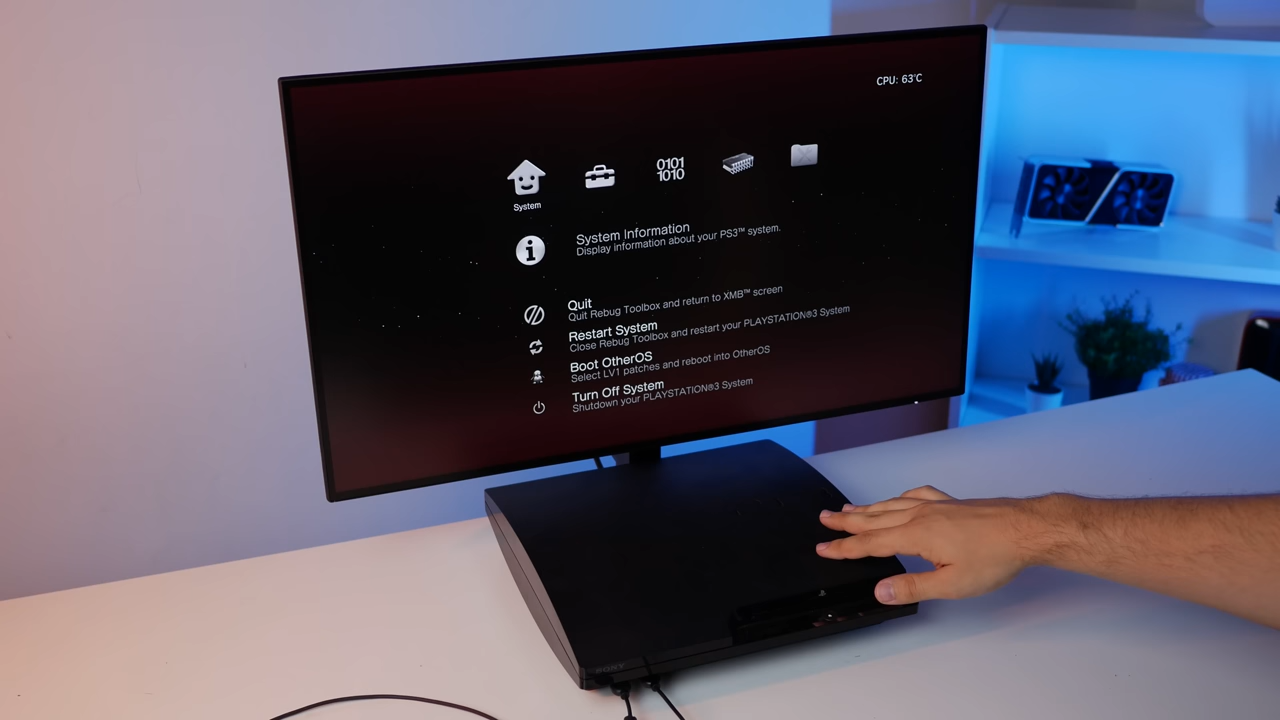 CPU: 63°C
0101
1010
System
System Information
Display information about your PS3™ system.
Quit
Quit Rebug Toolbox and return to XMB™ screen
Restart System
Close Rebug Toolbox and restart your PLAYSTATION®3 System
Boot OtherOS
Select LV1 patches and reboot into OtherOS
Turn Off System
Shutdown your PLAYSTATION®3 System
SONY